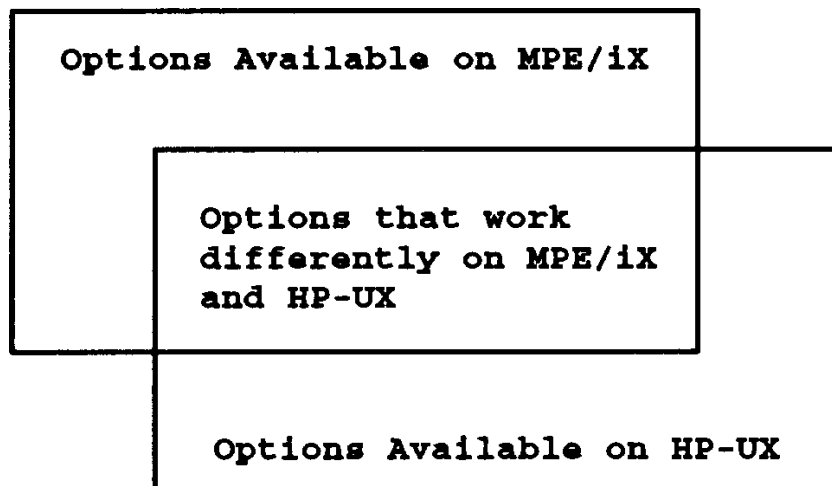 Options Available on MPE/iX
Options that work
differently on MPE/iX
and HP-UX
Options Available on HP-UX